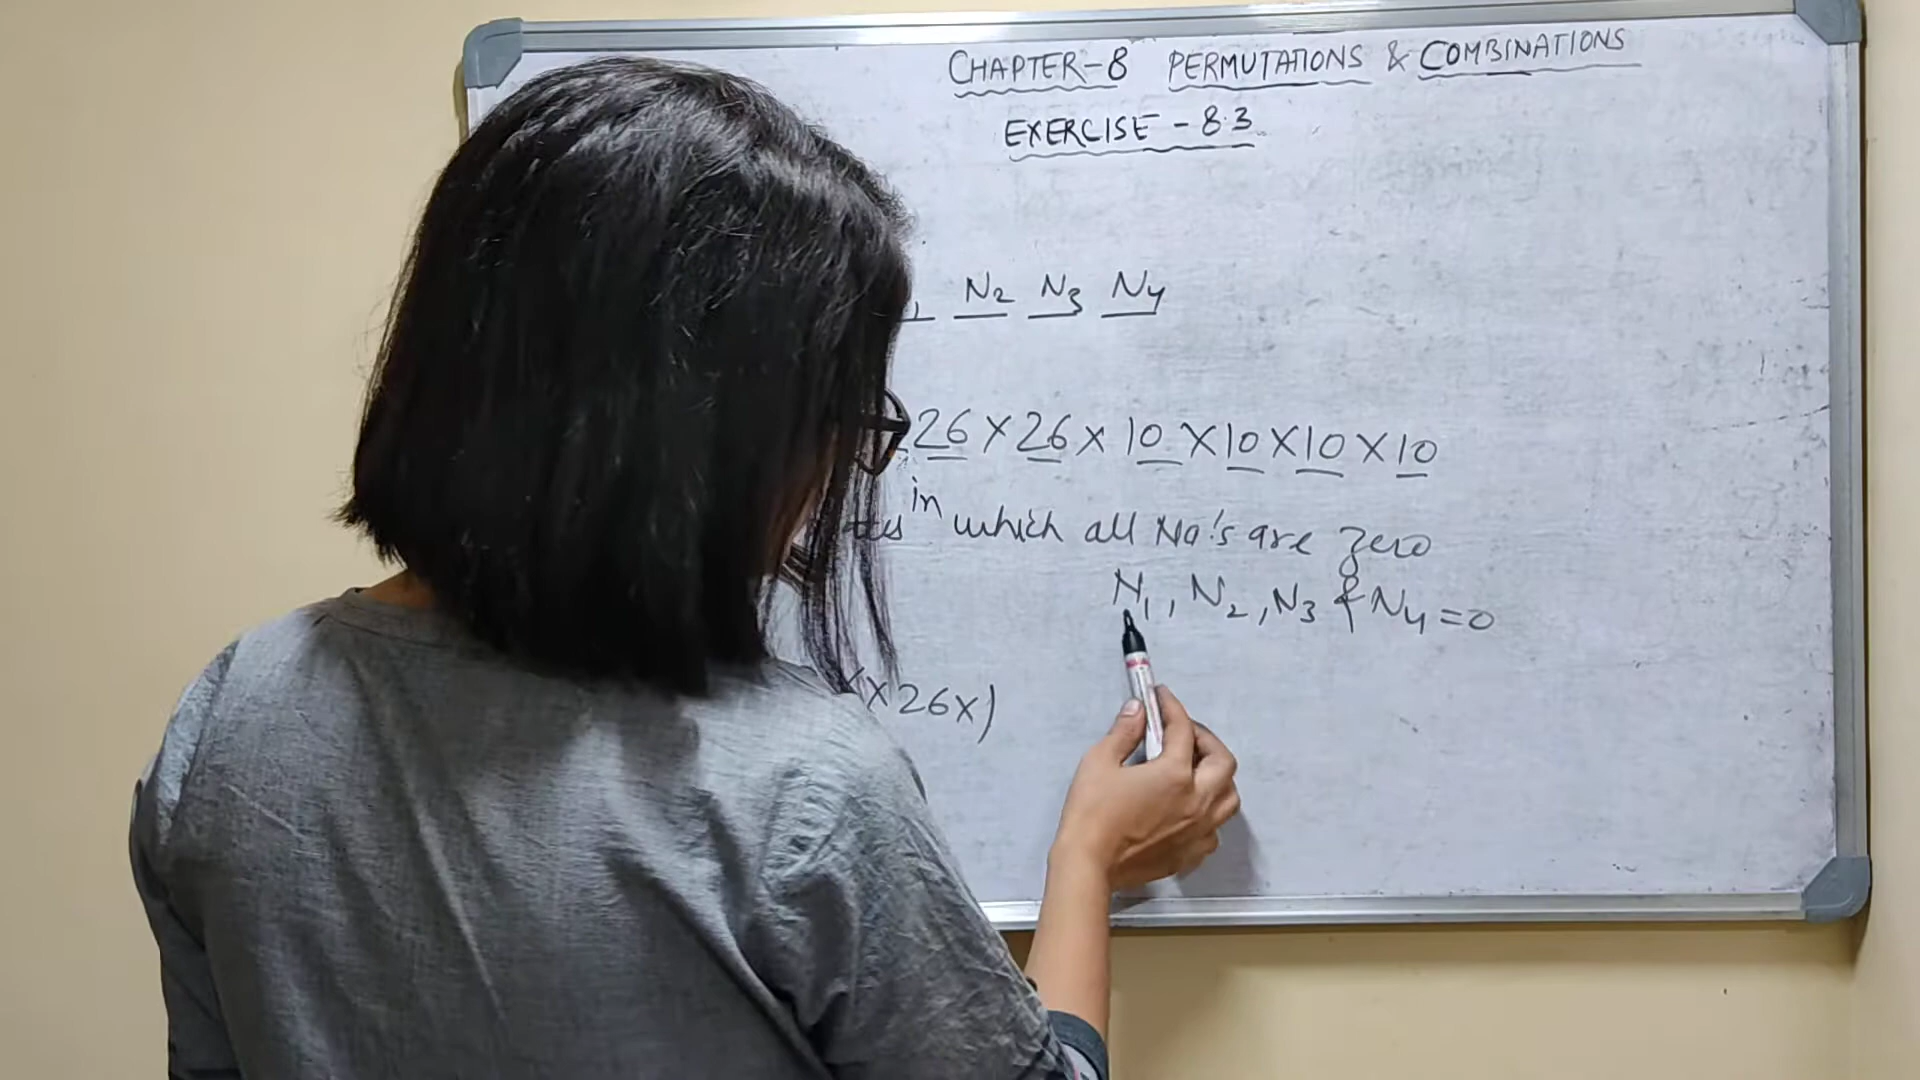 CHAPTER-8 PERMUTATIONS & COMBINATIONS
EXERCISE - 8.3
N2 N3 N4
26 X 26 X 10 X 10 X 10 X 10
in which all No's are zero
N1, N2, N3 & N4 = 0
X 26 X )